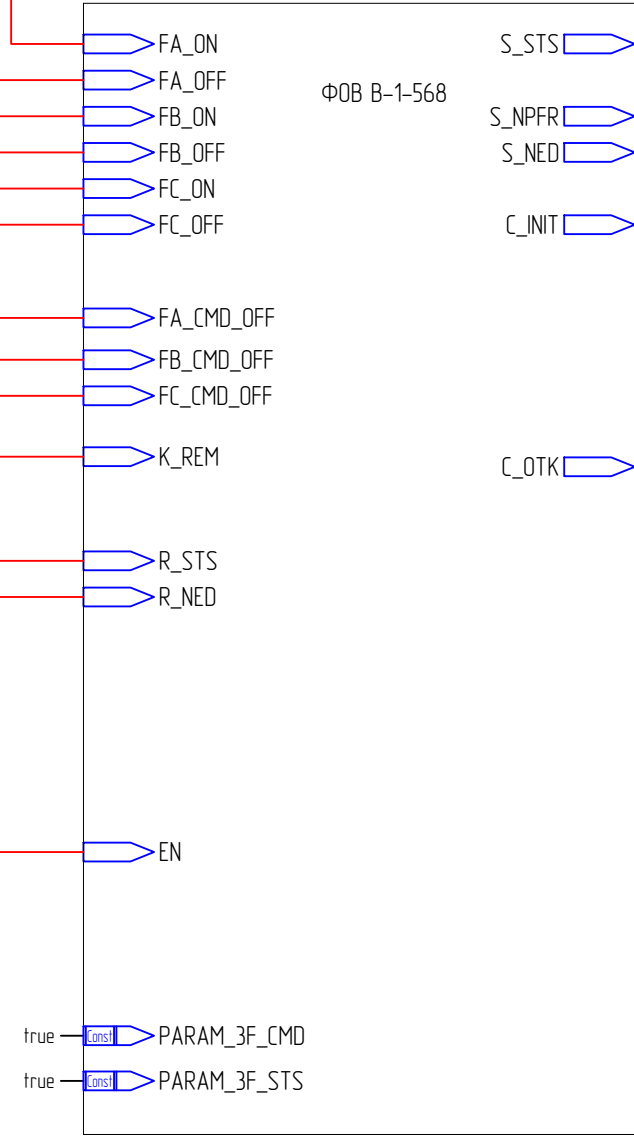 FA_ON S_STS
FA_OFF
ФОВ В-1-568
FB_ON S_NPFR
FB_OFF S_NED
FC_ON
FC_OFF C_INIT
FA_CMD_OFF
FB_CMD_OFF
FC_CMD_OFF
K_REM
C_OTK
R_STS
R_NED
EN
true Const PARAM_3F_CMD
true Const PARAM_3F_STS